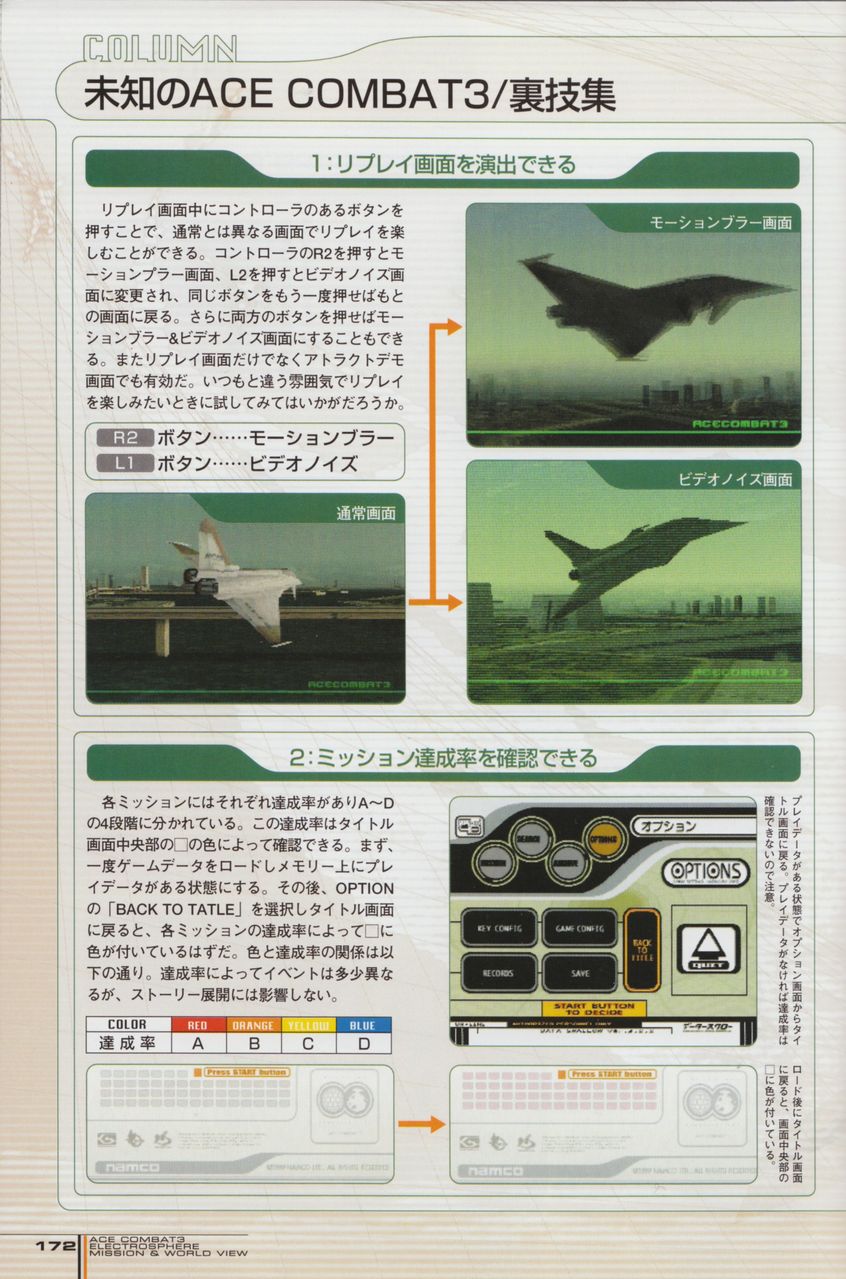 COLUMN
未知のACE COMBAT3/裏技集
1:リプレイ画面を演出できる
リプレイ画面中にコントローラのあるボタンを
押すことで、通常とは異なる画面でリプレイを楽
しむことができる。コントローラのR2を押すとモ
ーションブラー画面、L2を押すとビデオノイズ画
面に変更され、同じボタンをもう一度押せばもと
の画面に戻る。さらに両方のボタンを押せばモー
ションブラー&ビデオノイズ画面にすることもでき
る。またリプレイ画面だけでなくアトラクトデモ
画面でも有効だ。いつもと違う雰囲気でリプレイ
を楽しみたいときに試してみてはいかがだろうか。
R2 ボタン……モーションブラー
L1 ボタン……ビデオノイズ
通常画面
ACECOMBAT3
モーションブラー画面
ACECOMBAT3
ビデオノイズ画面
ACECOMBAT3
2:ミッション達成率を確認できる
各ミッションにはそれぞれ達成率がありA〜D
の4段階に分かれている。この達成率はタイトル
画面中央部の□の色によって確認できる。まず、
一度ゲームデータをロードしメモリー上にプレ
イデータがある状態にする。その後、OPTION
の「BACK TO TATLE」を選択しタイトル画面
に戻ると、各ミッションの達成率によって□に
色が付いているはずだ。色と達成率の関係は以
下の通り。達成率によってイベントは多少異な
るが、ストーリー展開には影響しない。
COLOR RED ORANGE YELLOW BLUE
達成率 A B C D
オプション
SEARCH
OPTIONS
MISSION
ARCHIVE
OPTIONS
KEY CONFIG
GAME CONFIG
BACK
TO
TITLE
RECORDS
SAVE
QUIT
START BUTTON
TO DECIDE
データースワロー
プレイデータがある状態でオプション画面からタイ
トル画面に戻る。プレイデータがなければ達成率は
確認できないので注意。
Press START button
namco
Press START button
namco
ロード後にタイトル画面
に戻ると、画面中央部の
□に色が付いている。
172
ACE COMBAT3
ELECTROSPHERE
MISSION & WORLD VIEW